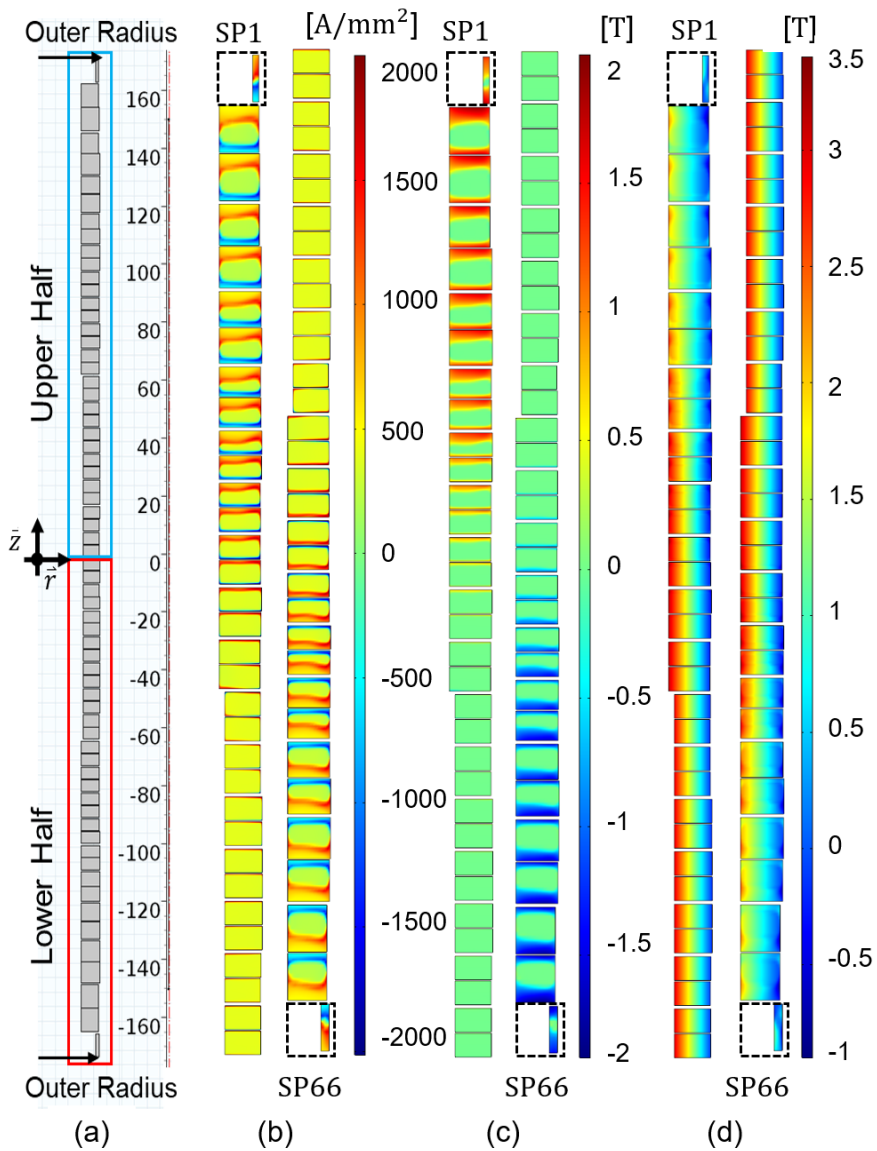 Outer Radius
SP1
[A/mm²]
SP1
[T]
SP1
[T]
160
140
120
100
80
60
40
20
0
-20
-40
-60
-80
-100
-120
-140
-160
Upper Half
Lower Half
z
r
Outer Radius
2000
1500
1000
500
0
-500
-1000
-1500
-2000
SP66
2
1.5
1
0.5
0
-0.5
-1
-1.5
-2
SP66
3.5
3
2.5
2
1.5
1
0.5
0
-0.5
-1
SP66
(a)
(b)
(c)
(d)